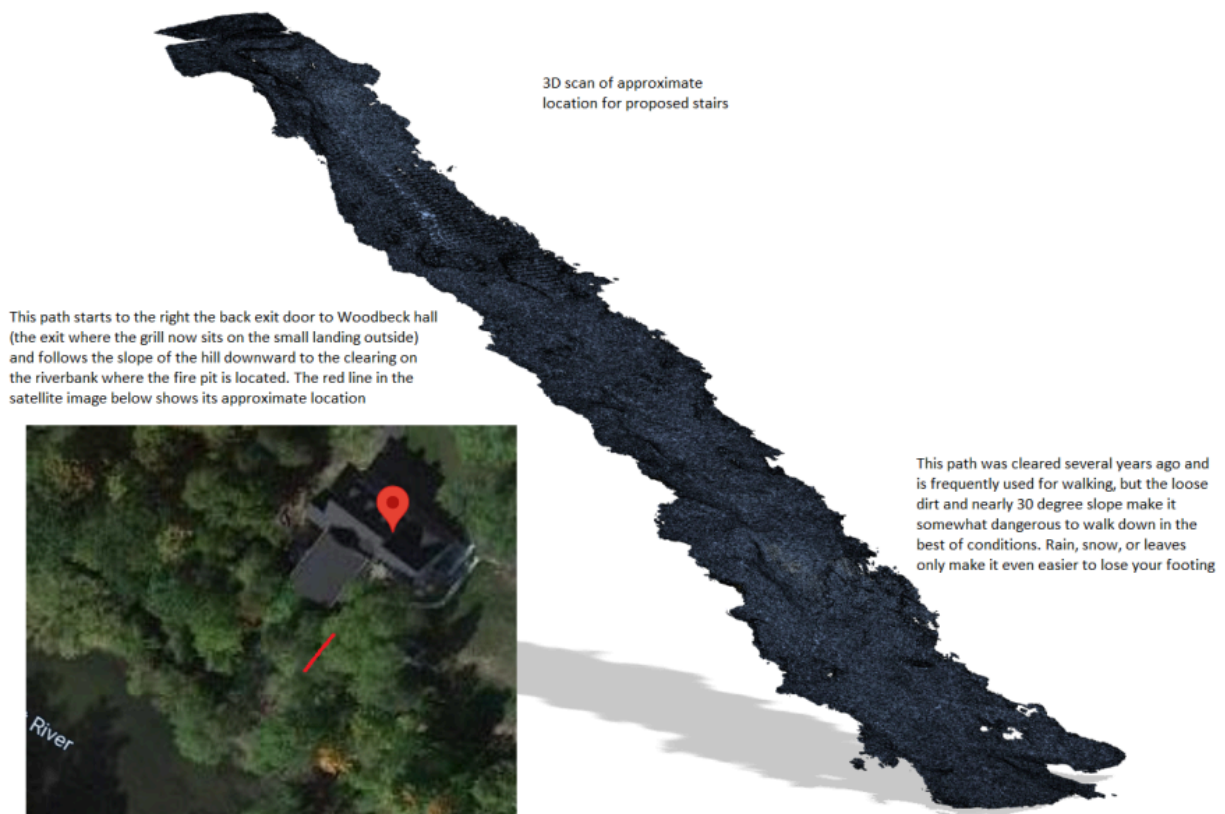 3D scan of approximate
location for proposed stairs
This path starts to the right the back exit door to Woodbeck hall
(the exit where the grill now sits on the small landing outside)
and follows the slope of the hill downward to the clearing on
the riverbank where the fire pit is located. The red line in the
satellite image below shows its approximate location
River
This path was cleared several years ago and
is frequently used for walking, but the loose
dirt and nearly 30 degree slope make it
somewhat dangerous to walk down in the
best of conditions. Rain, snow, or leaves
only make it even easier to lose your footing